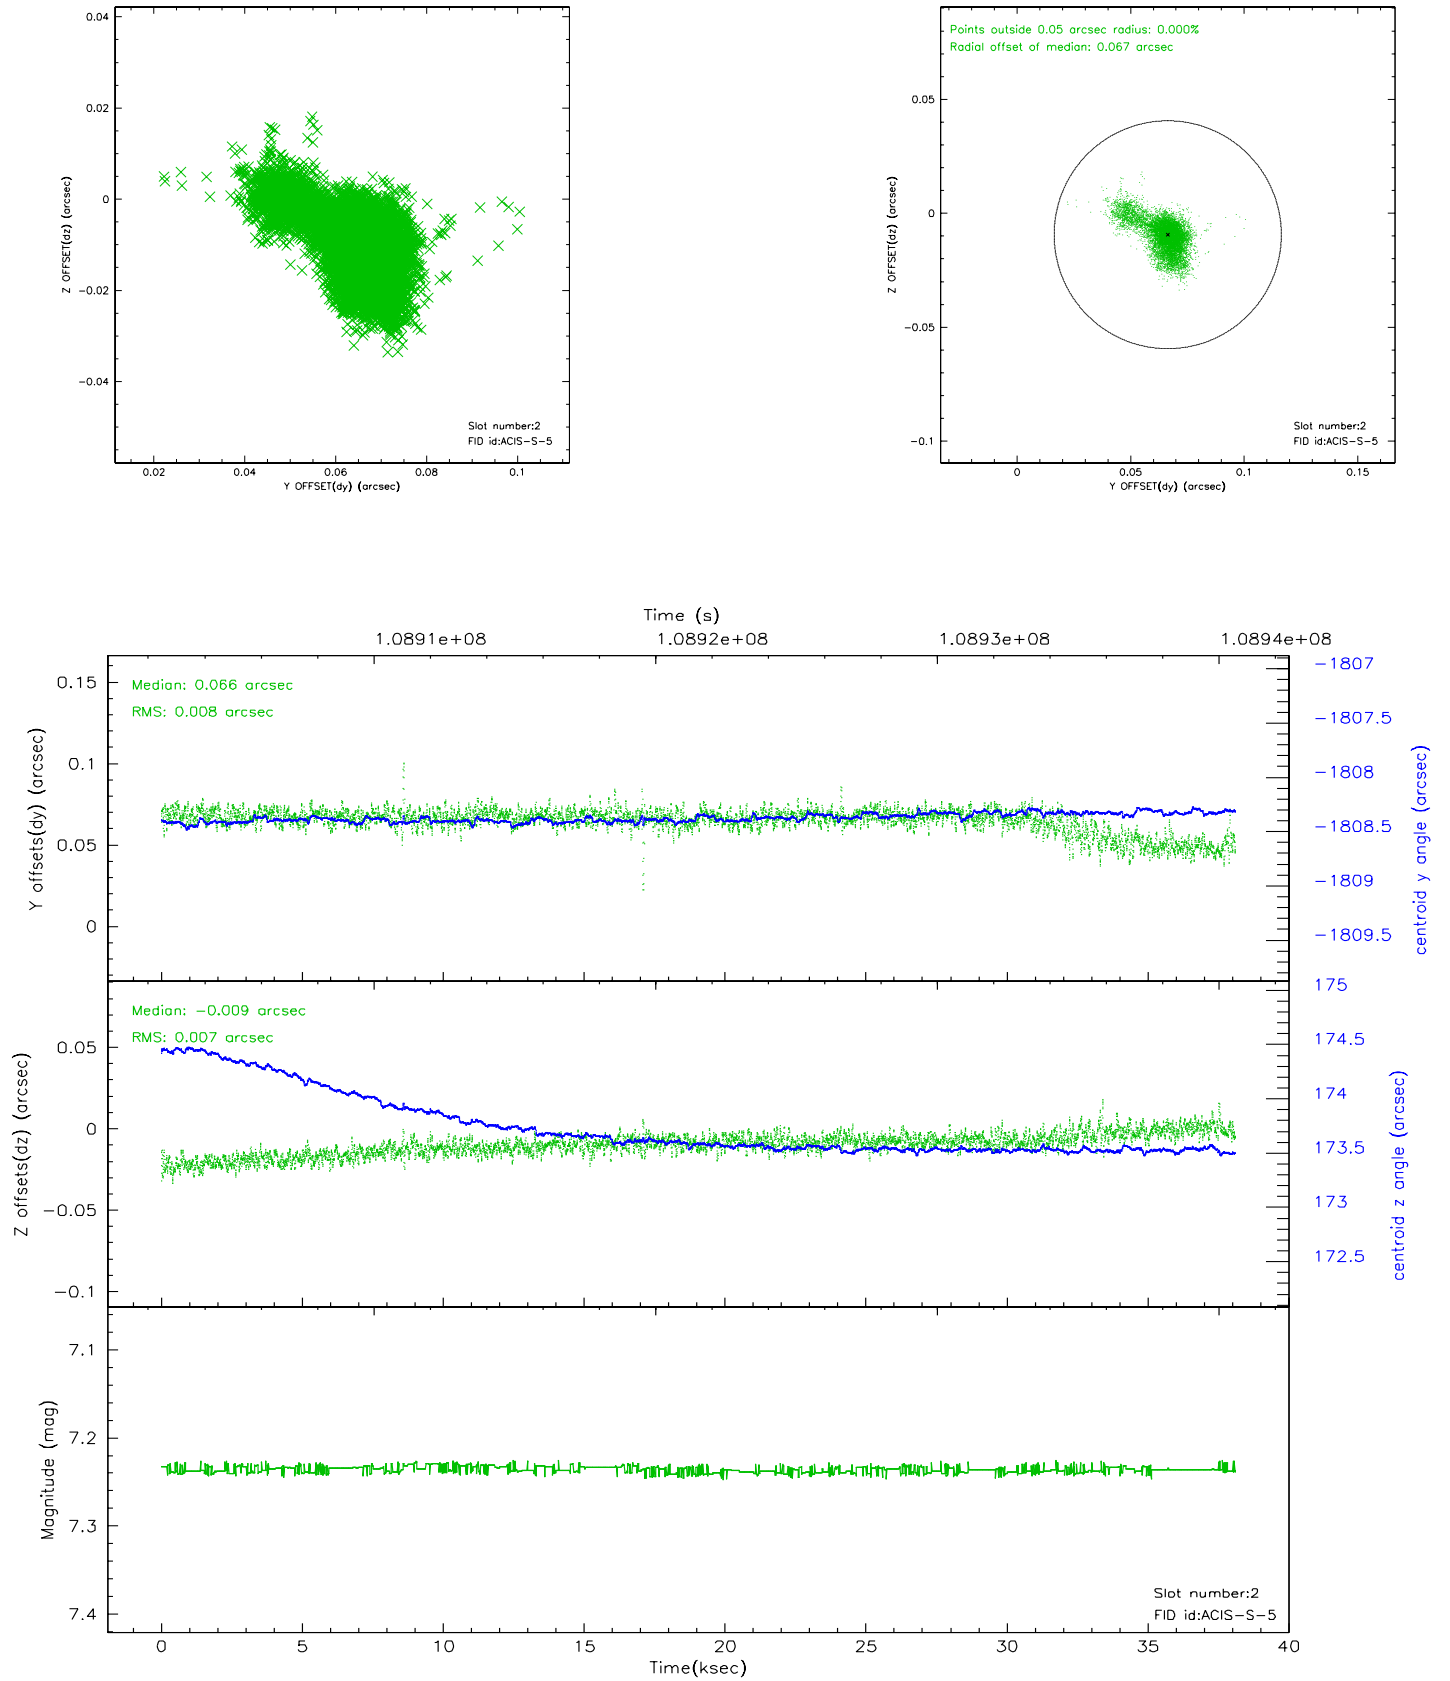 0.04
0.02
0
−0.02
−0.04
Z OFFSET(dz) (arcsec)
Slot number:2
FID id:ACIS−S−5
0.02 0.04 0.06 0.08 0.1
Y OFFSET(dy) (arcsec)
Points outside 0.05 arcsec radius: 0.000%
Radial offset of median: 0.067 arcsec
0.05
0
−0.05
−0.1
Z OFFSET(dz) (arcsec)
Slot number:2
FID id:ACIS−S−5
0 0.05 0.1 0.15
Y OFFSET(dy) (arcsec)
Time (s)
1.0891e+08 1.0892e+08 1.0893e+08 1.0894e+08
Median: 0.066 arcsec
RMS: 0.008 arcsec
0.15
0.1
0.05
0
Y offsets(dy) (arcsec)
−1807
−1807.5
−1808
−1808.5
−1809
−1809.5
centroid y angle (arcsec)
Median: −0.009 arcsec
RMS: 0.007 arcsec
0.05
0
−0.05
−0.1
Z offsets(dz) (arcsec)
175
174.5
174
173.5
173
172.5
centroid z angle (arcsec)
7.1
7.2
7.3
7.4
Magnitude (mag)
Slot number:2
FID id:ACIS−S−5
0 5 10 15 20 25 30 35 40
Time(ksec)